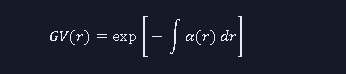 GV(r) = exp [ − ∫ α(r) dr ]